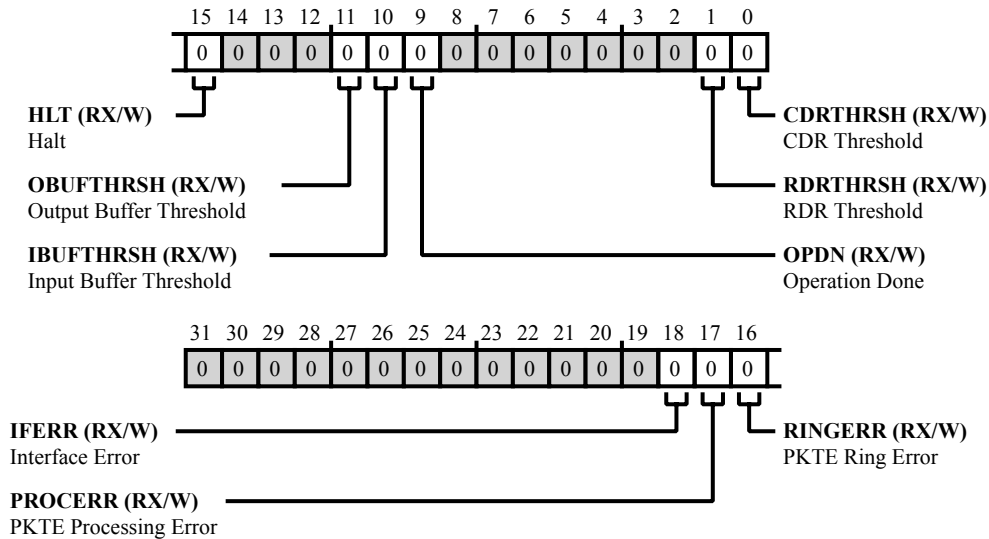 15 14 13 12 11 10 9 8 7 6 5 4 3 2 1 0
0 0 0 0 0 0 0 0 0 0 0 0 0 0 0 0
HLT (RX/W)
Halt
OBUFTHRSH (RX/W)
Output Buffer Threshold
IBUFTHRSH (RX/W)
Input Buffer Threshold
CDRTHRSH (RX/W)
CDR Threshold
RDRTHRSH (RX/W)
RDR Threshold
OPDN (RX/W)
Operation Done
31 30 29 28 27 26 25 24 23 22 21 20 19 18 17 16
0 0 0 0 0 0 0 0 0 0 0 0 0 0 0 0
IFERR (RX/W)
Interface Error
PROCERR (RX/W)
PKTE Processing Error
RINGERR (RX/W)
PKTE Ring Error